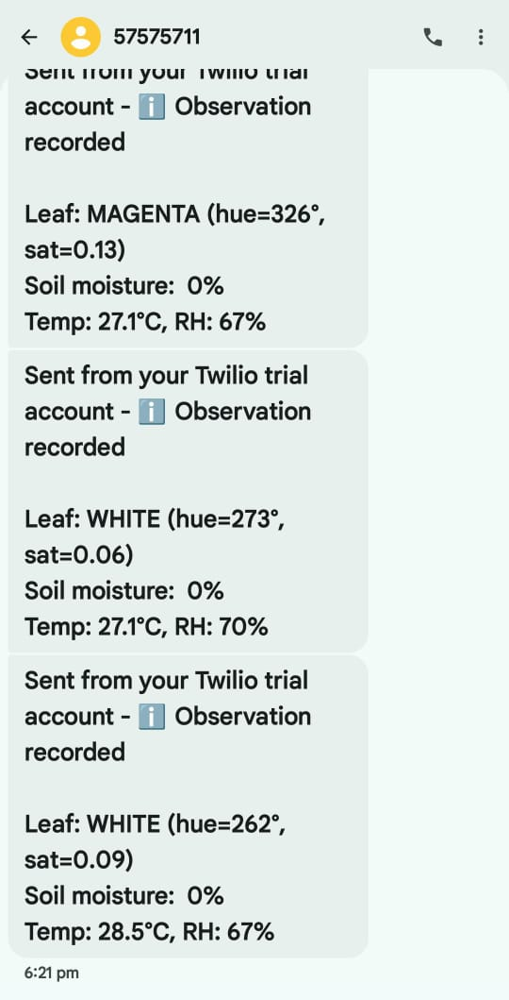 57575711
Sent from your Twilio trial
account - ℹ️ Observation
recorded
Leaf: MAGENTA (hue=326°,
sat=0.13)
Soil moisture:  0%
Temp: 27.1°C, RH: 67%
Sent from your Twilio trial
account - ℹ️ Observation
recorded
Leaf: WHITE (hue=273°,
sat=0.06)
Soil moisture:  0%
Temp: 27.1°C, RH: 70%
Sent from your Twilio trial
account - ℹ️ Observation
recorded
Leaf: WHITE (hue=262°,
sat=0.09)
Soil moisture:  0%
Temp: 28.5°C, RH: 67%
6:21 pm